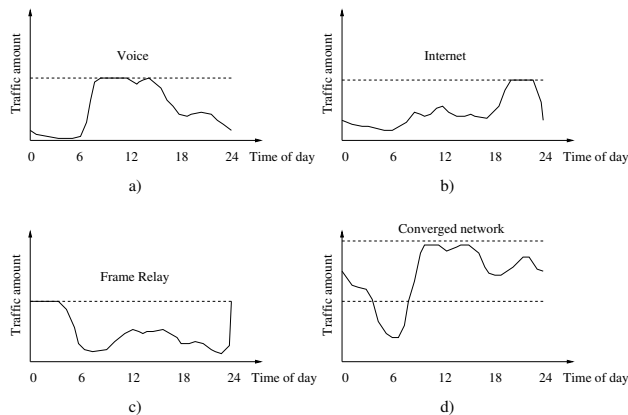 Voice
Traffic amount
0 6 12 18 24 Time of day
a)
Internet
Traffic amount
0 6 12 18 24 Time of day
b)
Frame Relay
Traffic amount
0 6 12 18 24 Time of day
c)
Converged network
Traffic amount
0 6 12 18 24 Time of day
d)